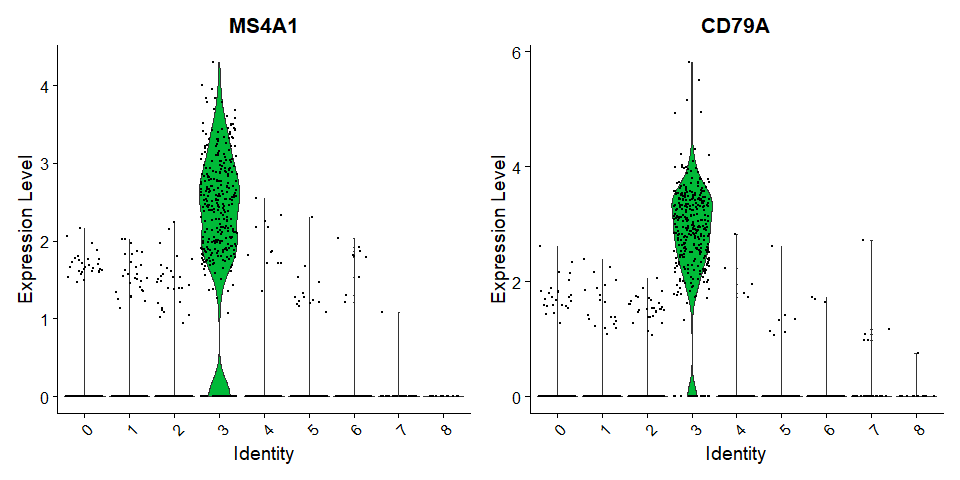 MS4A1
Expression Level
4
3
2
1
0
0 1 2 3 4 5 6 7 8
Identity
CD79A
Expression Level
6
4
2
0
0 1 2 3 4 5 6 7 8
Identity